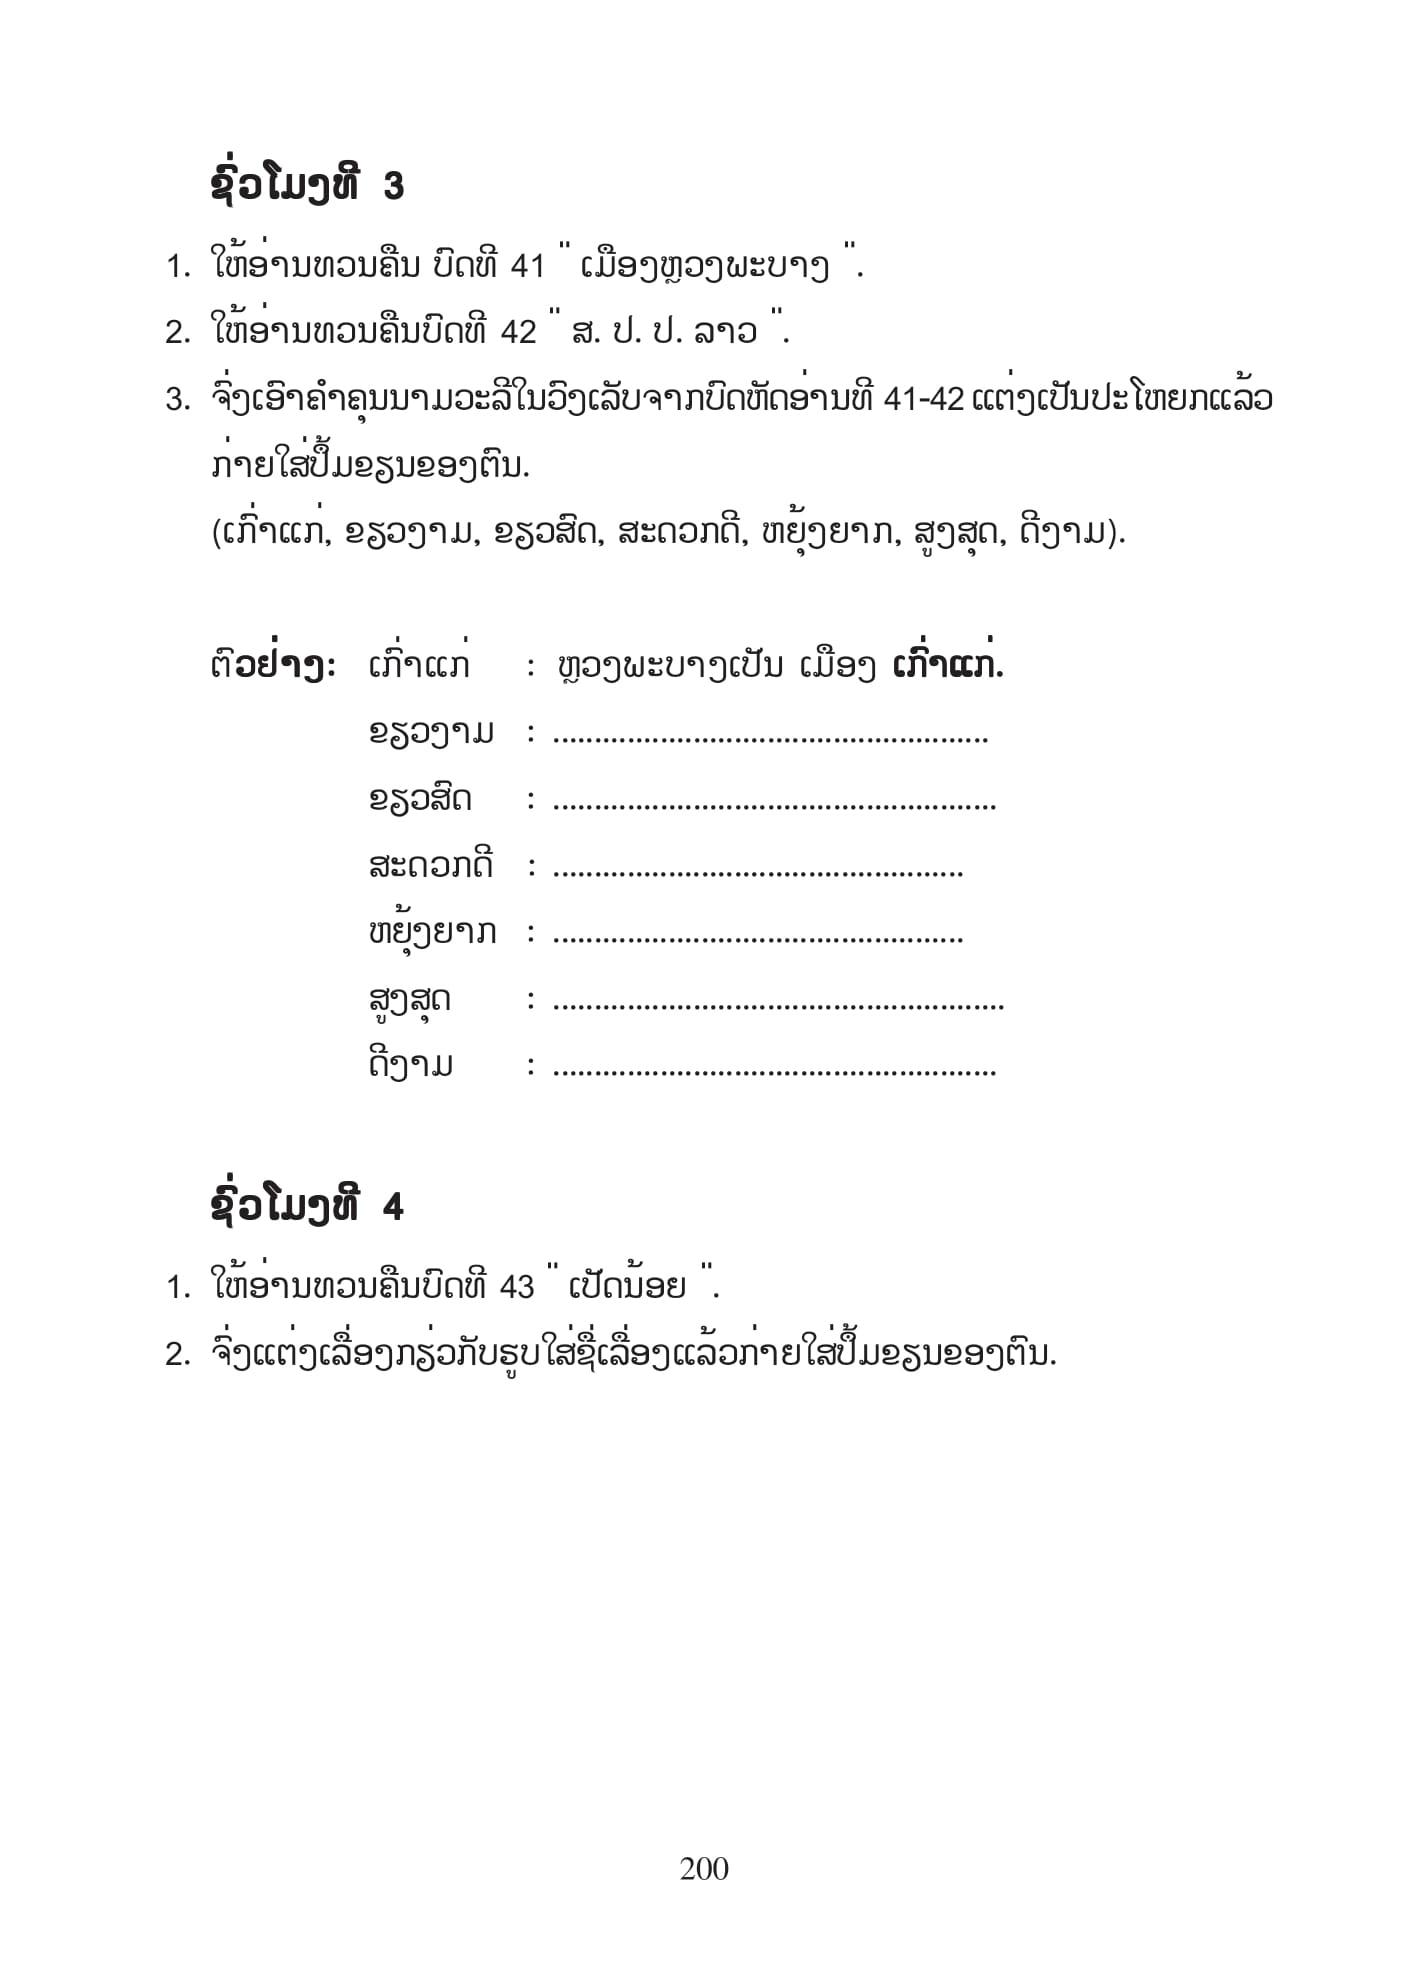 ຊົ່ວໂມງທີ 3
1. ໃຫ້ອ່ານທວນຄືນ ບົດທີ 41 " ເມືອງຫຼວງພະບາງ ".
2. ໃຫ້ອ່ານທວນຄືນບົດທີ 42 " ສ. ປ. ປ. ລາວ ".
3. ຈົ່ງເອົາຄຳຄຸນນາມວະລີໃນວົງເລັບຈາກບົດຫັດອ່ານທີ 41-42 ແຕ່ງເປັນປະໂຫຍກແລ້ວ
ກ່າຍໃສ່ປຶ້ມຂຽນຂອງຕົນ.
(ເກົ່າແກ່, ຂຽວງາມ, ຂຽວສົດ, ສະດວກດີ, ຫຍຸ້ງຍາກ, ສູງສຸດ, ດີງາມ).
ຕົວຢ່າງ: ເກົ່າແກ່ : ຫຼວງພະບາງເປັນ ເມືອງ ເກົ່າແກ່.
ຂຽວງາມ : .....................................................
ຂຽວສົດ : ......................................................
ສະດວກດີ : ..................................................
ຫຍຸ້ງຍາກ : ..................................................
ສູງສຸດ : .......................................................
ດີງາມ : ......................................................
ຊົ່ວໂມງທີ 4
1. ໃຫ້ອ່ານທວນຄືນບົດທີ 43 " ເປັດນ້ອຍ ".
2. ຈົ່ງແຕ່ງເລື່ອງກຽ່ວກັບຮູບໃສ່ຊື່ເລື່ອງແລ້ວກ່າຍໃສ່ປຶ້ມຂຽນຂອງຕົນ.
200